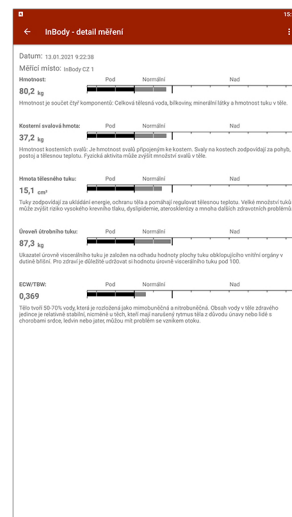 15:
InBody - detail měření
Datum: 13.01.2021 9:22:38
Měřící místo: InBody CZ 1
Hmotnost: Pod Normální Nad
80,2 kg
Hmotnost je součet čtyř komponentů: Celková tělesná voda, bílkoviny, minerální látky a hmotnost tuku v těle.
Kosterní svalová hmota: Pod Normální Nad
37,2 kg
Hmotnost kosterních svalů: Je hmotnost svalů připojeným ke kostem. Svaly na kostech zodpovídají za pohyb,
postoj a tělesnou teplotu. Fyzická aktivita může zvýšit množství svalů v těle.
Hmota tělesného tuku: Pod Normální Nad
15,1 cm²
Tuky zodpovídají za ukládání energie, ochranu těla a pomáhají regulovat tělesnou teplotu. Velké množství tuků
může zvýšit riziko vysokého krevního tlaku, dyslipidemie, aterosklerózy a mnoha dalších zdravotních problémů.
Úroveň útrobního tuku: Pod Normální Nad
87,3 kg
Ukazatel úrovně viscerálního tuku je založen na odhadu hodnoty plochy tuku obklopujícího vnitřní orgány v
dutině břišní. Pro zdraví je důležité udržovat si hodnotu úrovně viscerálního tuku pod 100.
ECW/TBW: Pod Normální Nad
0,369
Tělo tvoří 50-70% vody, která je rozložená jako mimobuněčná a nitrobuněčná. Obsah vody v těle zdravého
jedince je relativně stabilní, nicméně u těch, kteří mají narušený rytmus těla z důvodu únavy nebo lidé s
chorobami srdce, ledvin nebo jater, můžou mít problém se vznikem otoku.